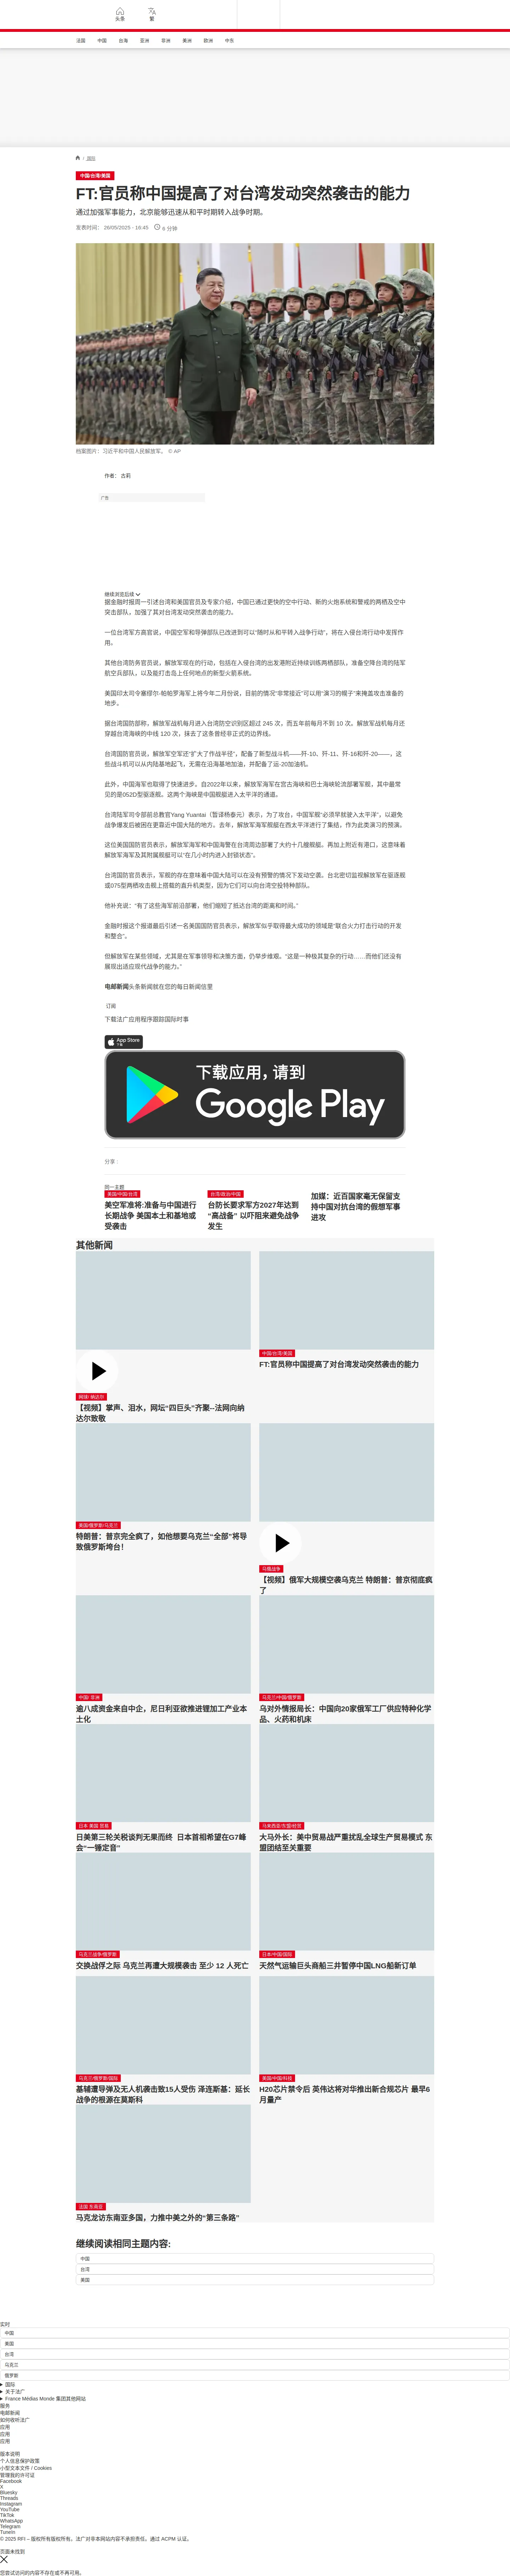 头条
繁
法国
中国
台海
亚洲
非洲
美洲
欧洲
中东
/ 国际
中国/台湾/美国
FT:官员称中国提高了对台湾发动突然袭击的能力
通过加强军事能力，北京能够迅速从和平时期转入战争时期。
发表时间： 26/05/2025 - 16:45
6 分钟
档案图片：习近平和中国人民解放军。 © AP
作者： 古莉
广告
继续浏览后续
据金融时报周一引述台湾和美国官员及专家介绍，中国已通过更快的空中行动、新的火炮系统和警戒的两栖及空中突击部队，加强了其对台湾发动突然袭击的能力。
一位台湾军方高官说，中国空军和导弹部队已改进到可以“随时从和平转入战争行动”，将在入侵台湾行动中发挥作用。
其他台湾防务官员说，解放军现在的行动，包括在入侵台湾的出发港附近持续训练两栖部队，准备空降台湾的陆军航空兵部队，以及能打击岛上任何地点的新型火箭系统。
美国印太司令塞缪尔·帕帕罗海军上将今年二月份说，目前的情况“非常接近”可以用“演习的幌子”来掩盖攻击准备的地步。
据台湾国防部称，解放军战机每月进入台湾防空识别区超过 245 次，而五年前每月不到 10 次。解放军战机每月还穿越台湾海峡的中线 120 次，抹去了这条曾经非正式的边界线。
台湾国防官员说，解放军空军还“扩大了作战半径”，配备了新型战斗机——歼-10、歼-11、歼-16和歼-20——，这些战斗机可以从内陆基地起飞，无需在沿海基地加油，并配备了运-20加油机。
此外，中国海军也取得了快速进步。自2022年以来，解放军海军在宫古海峡和巴士海峡轮流部署军舰，其中最常见的是052D型驱逐舰。这两个海峡是中国舰艇进入太平洋的通道。
台湾陆军司令部前总教官Yang Yuantai（暂译杨泰元）表示，为了攻台，中国军舰“必须早就驶入太平洋”，以避免战争爆发后被困在更靠近中国大陆的地方。去年，解放军海军舰艇在西太平洋进行了集结，作为此类演习的预演。
这位美国国防官员表示，解放军海军和中国海警在台湾周边部署了大约十几艘舰艇。再加上附近有港口，这意味着解放军海军及其附属舰艇可以“在几小时内进入封锁状态”。
台湾国防官员表示，军舰的存在意味着中国大陆可以在没有预警的情况下发动空袭。台北密切监视解放军在驱逐舰或075型两栖攻击舰上搭载的直升机类型，因为它们可以向台湾空投特种部队。
他补充说：“有了这些海军前沿部署，他们缩短了抵达台湾的距离和时间。”
金融时报这个报道最后引述一名美国国防官员表示，解放军似乎取得最大成功的领域是“联合火力打击行动的开发和整合”。
但解放军在某些领域，尤其是在军事领导和决策方面，仍举步维艰。“这是一种极其复杂的行动……而他们还没有展现出适应现代战争的能力。”
电邮新闻头条新闻就在您的每日新闻信里
订阅
下载法广应用程序跟踪国际时事
App Store
下载
下载应用，请到
Google Play
分享 :
同一主题
美国/中国/台湾
美空军准将:准备与中国进行长期战争 美国本土和基地或受袭击
台湾/政治/中国
台防长要求军方2027年达到“高战备” 以吓阻来避免战争发生
加媒：近百国家毫无保留支持中国对抗台湾的假想军事进攻
其他新闻
网球/ 纳达尔
【视频】掌声、泪水，网坛“四巨头”齐聚--法网向纳达尔致敬
中国/台湾/美国
FT:官员称中国提高了对台湾发动突然袭击的能力
美国/俄罗斯/乌克兰
特朗普：普京完全疯了，如他想要乌克兰“全部”将导致俄罗斯垮台！
乌俄战争
【视频】俄军大规模空袭乌克兰 特朗普：普京彻底疯了
中国/ 非洲
逾八成资金来自中企，尼日利亚欲推进锂加工产业本土化
乌克兰/中国/俄罗斯
乌对外情报局长：中国向20家俄军工厂供应特种化学品、火药和机床
日本 美国 贸易
日美第三轮关税谈判无果而终 日本首相希望在G7峰会“一锤定音”
马来西亚/东盟/经贸
大马外长：美中贸易战严重扰乱全球生产贸易模式 东盟团结至关重要
乌克兰战争/俄罗斯
交换战俘之际 乌克兰再遭大规模袭击 至少 12 人死亡
日本/中国/国际
天然气运输巨头商船三井暂停中国LNG船新订单
乌克兰/俄罗斯/国际
基辅遭导弹及无人机袭击致15人受伤 泽连斯基：延长战争的根源在莫斯科
美国/中国/科技
H20芯片禁令后 英伟达将对华推出新合规芯片 最早6月量产
法国 东南亚
马克龙访东南亚多国，力推中美之外的“第三条路”
继续阅读相同主题内容:
中国
台湾
美国
实时
中国
美国
台湾
乌克兰
俄罗斯
国际
关于法广
France Médias Monde 集团其他网站
服务
电邮新闻
如何收听法广
应用
应用
应用
版本说明
个人信息保护政策
小型文本文件 / Cookies
管理我的许可证
Facebook
X
Bluesky
Threads
Instagram
YouTube
TikTok
WhatsApp
Telegram
TuneIn
© 2025 RFI – 版权所有版权所有。法广对非本网站内容不承担责任。通过 ACPM 认证。
页面未找到
您尝试访问的内容不存在或不再可用。